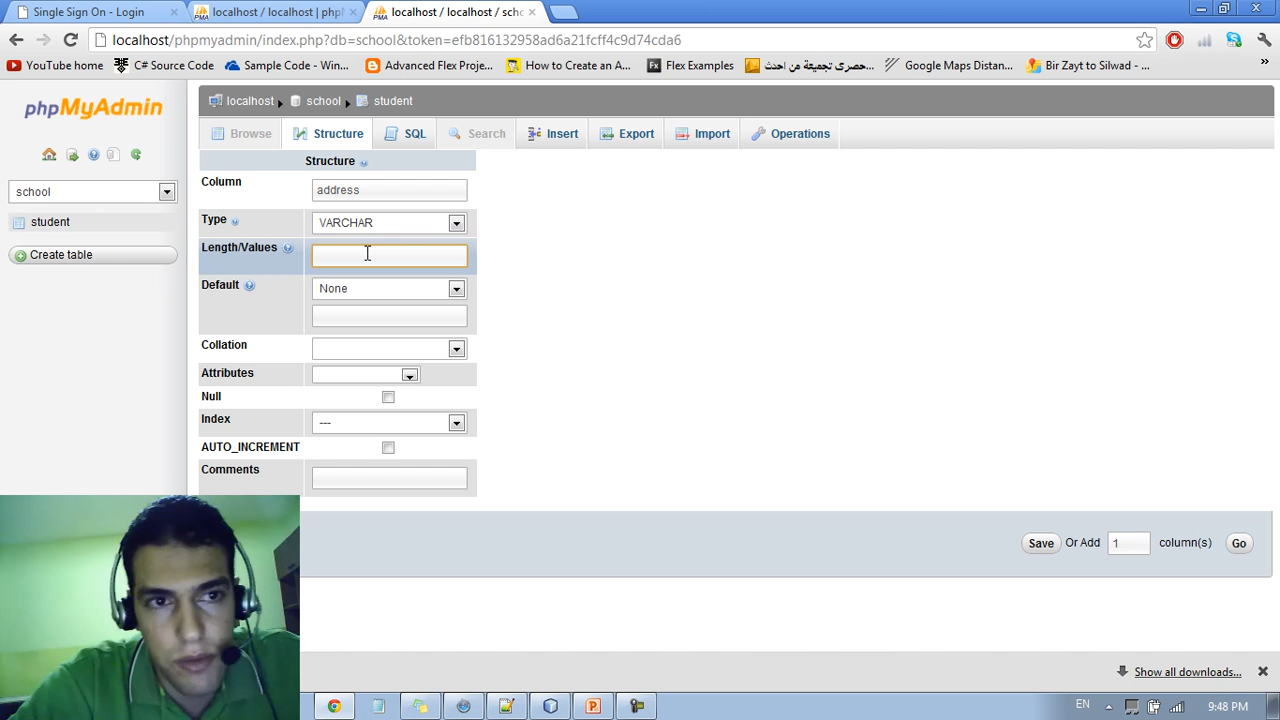 Single Sign On - Login
localhost / localhost | phpM
localhost / localhost / scho
localhost/phpmyadmin/index.php?db=school&token=efb816132958ad6a21fcff4c9d74cda6
YouTube home
C# Source Code
Sample Code - Win...
Advanced Flex Proje...
How to Create an A...
Flex Examples
حصرى تجميعة من احدث...
Google Maps Distan...
Bir Zayt to Silwad - ...
phpMyAdmin
localhost
school
student
Browse
Structure
SQL
Search
Insert
Export
Import
Operations
school
student
Create table
Structure
Column
address
Type
VARCHAR
Length/Values
Default
None
Collation
Attributes
Null
Index
---
AUTO_INCREMENT
Comments
Save
Or Add
1
column(s)
Go
Show all downloads...
EN
9:48 PM